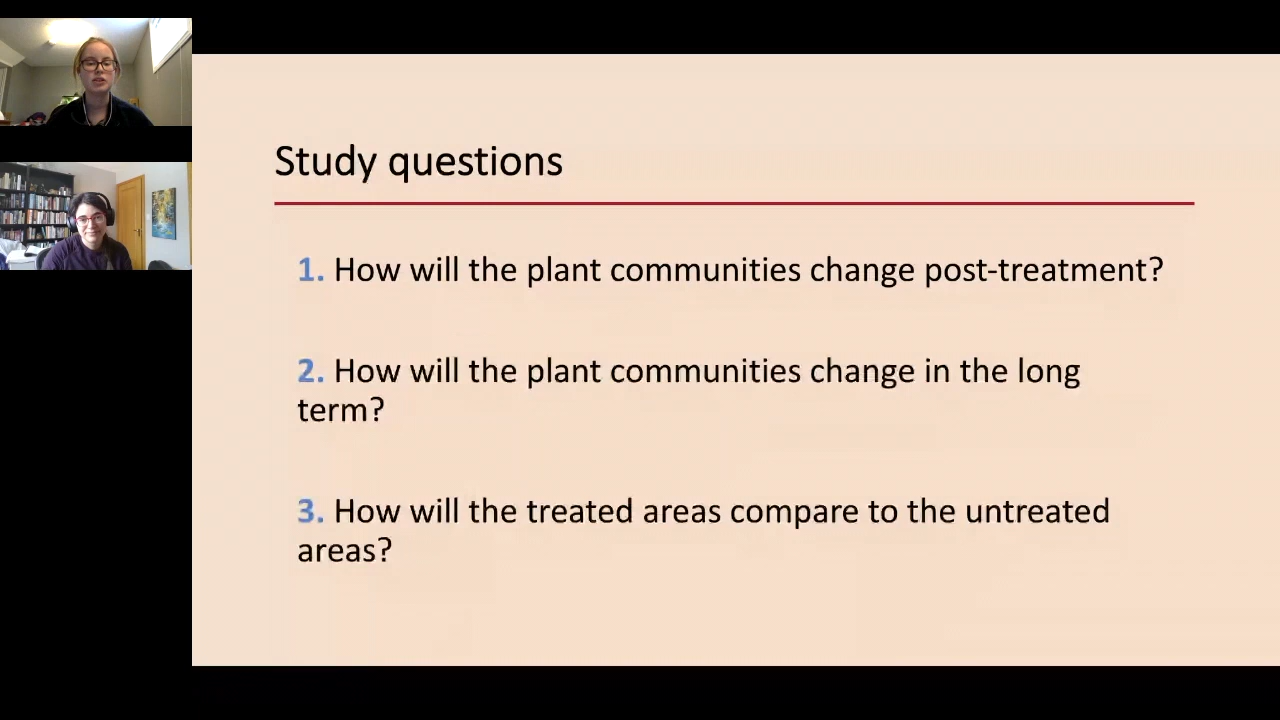 Study questions
1. How will the plant communities change post-treatment?
2. How will the plant communities change in the long
term?
3. How will the treated areas compare to the untreated
areas?